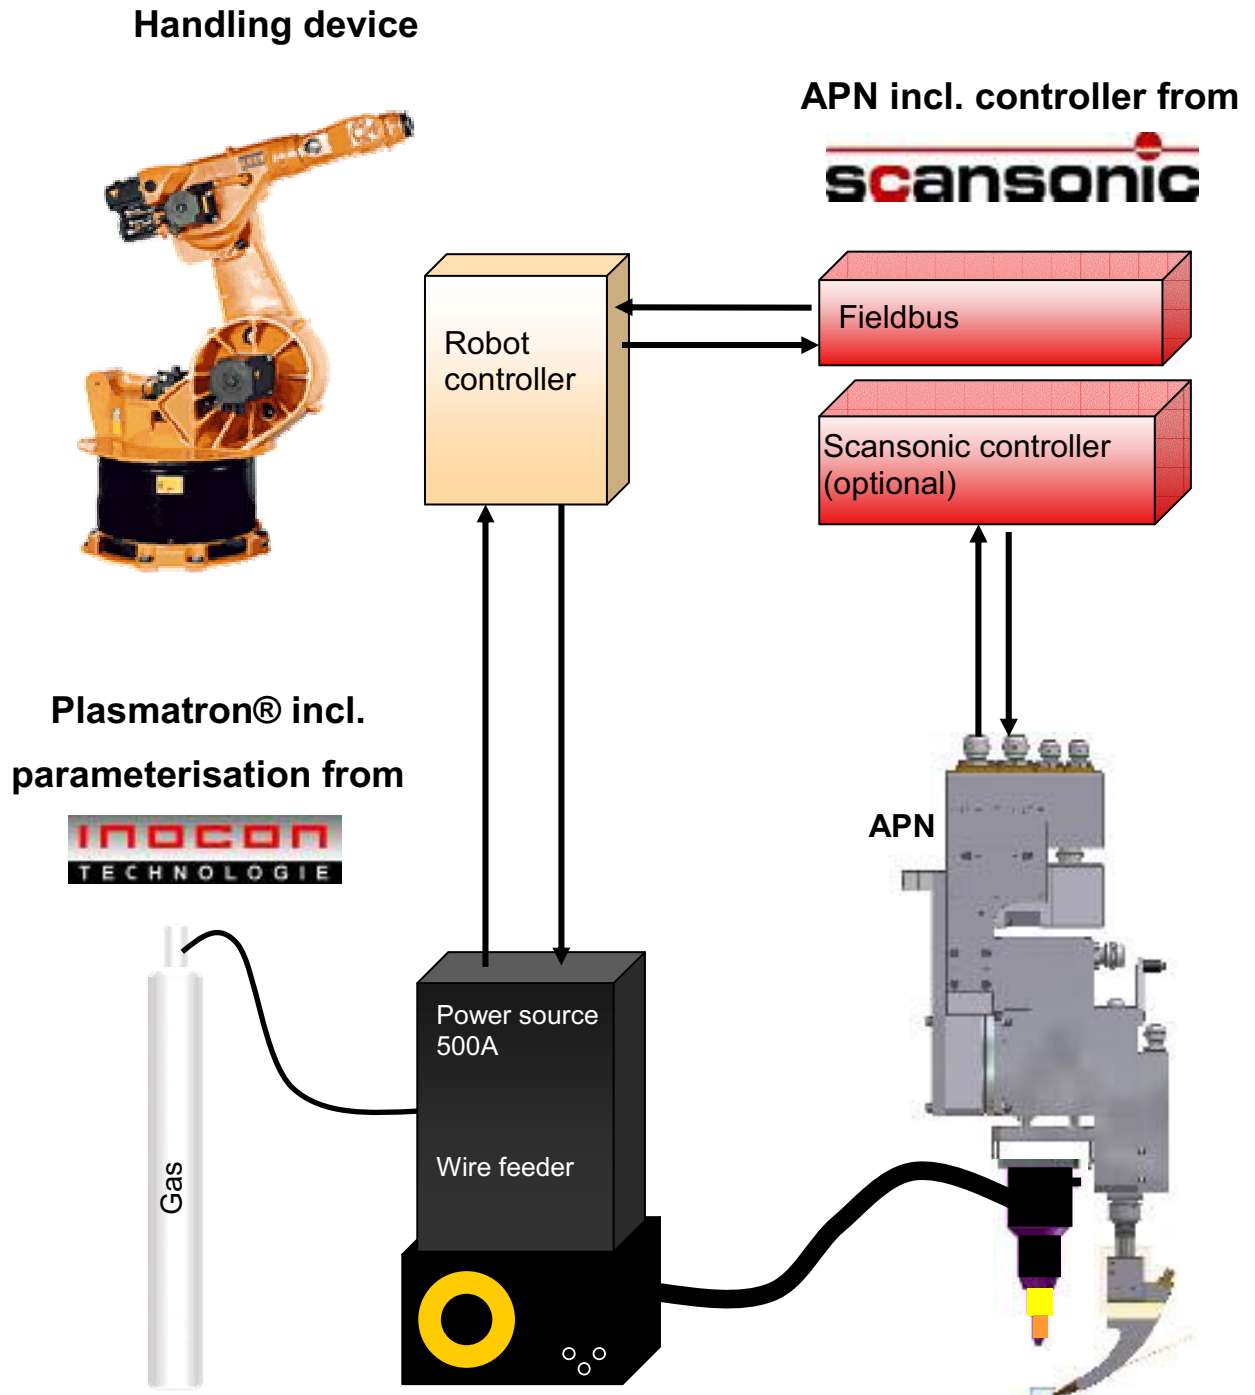 Handling device
APN incl. controller from
scansonic
Fieldbus
Robot
controller
Scansonic controller
(optional)
Plasmatron® incl.
parameterisation from
INOCON
TECHNOLOGIE
APN
Power source
500A
Wire feeder
Gas